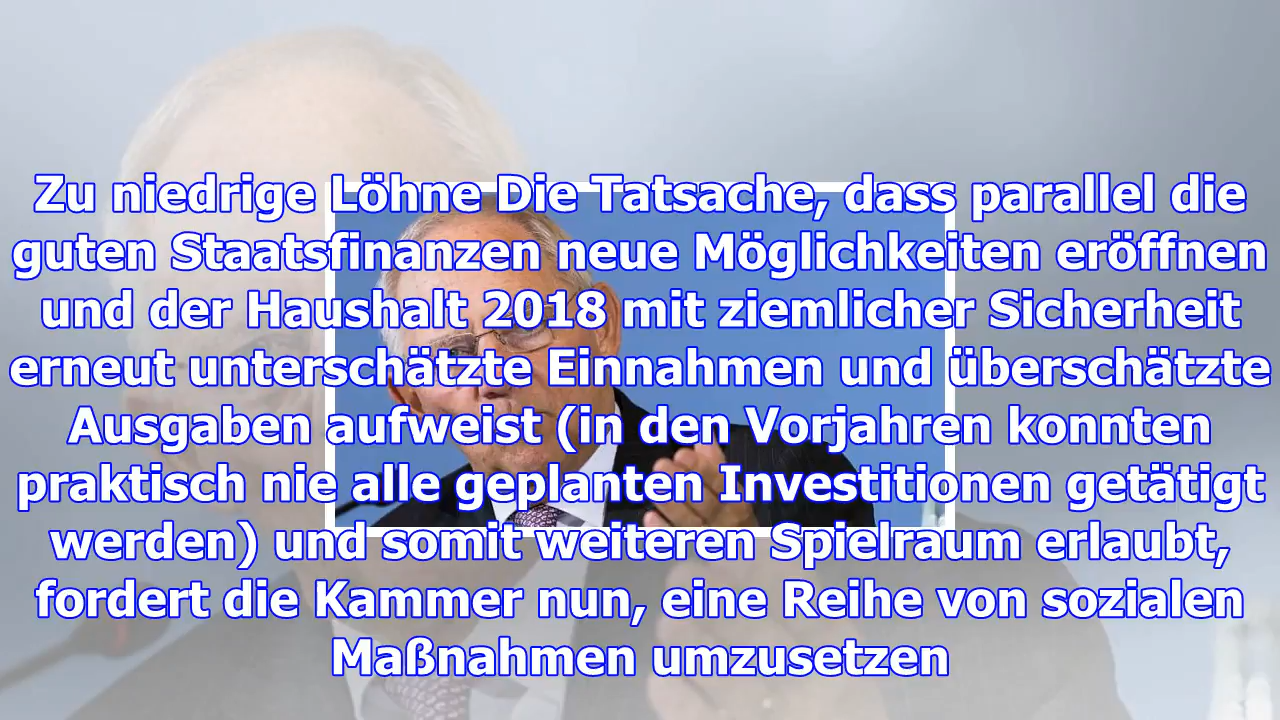 Zu niedrige Löhne Die Tatsache, dass parallel die
guten Staatsfinanzen neue Möglichkeiten eröffnen
und der Haushalt 2018 mit ziemlicher Sicherheit
erneut unterschätzte Einnahmen und überschätzte
Ausgaben aufweist (in den Vorjahren konnten
praktisch nie alle geplanten Investitionen getätigt
werden) und somit weiteren Spielraum erlaubt,
fordert die Kammer nun, eine Reihe von sozialen
Maßnahmen umzusetzen